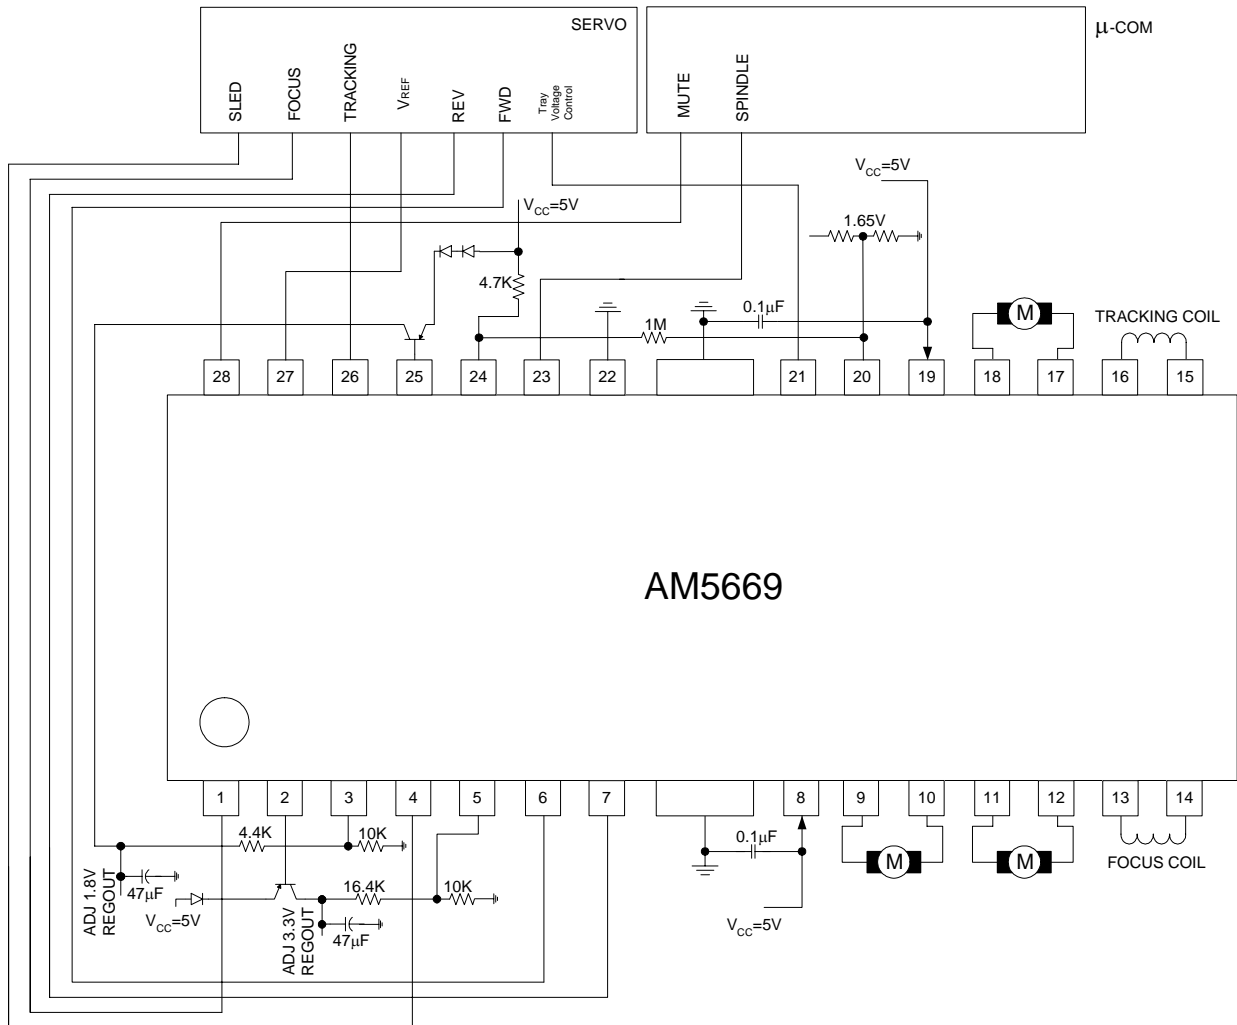 SERVO
μ-COM
SLED
FOCUS
TRACKING
VREF
REV
FWD
Tray
Voltage
Control
MUTE
SPINDLE
VCC=5V
VCC=5V
1.65V
4.7K
0.1μF
1M
M
TRACKING COIL
28
27
26
25
24
23
22
21
20
19
18
17
16
15
AM5669
1
2
3
4
5
6
7
8
9
10
11
12
13
14
4.4K
10K
0.1μF
M
M
FOCUS COIL
ADJ 1.8V
REGOUT
47μF
VCC=5V
16.4K
10K
ADJ 3.3V
REGOUT
47μF
VCC=5V